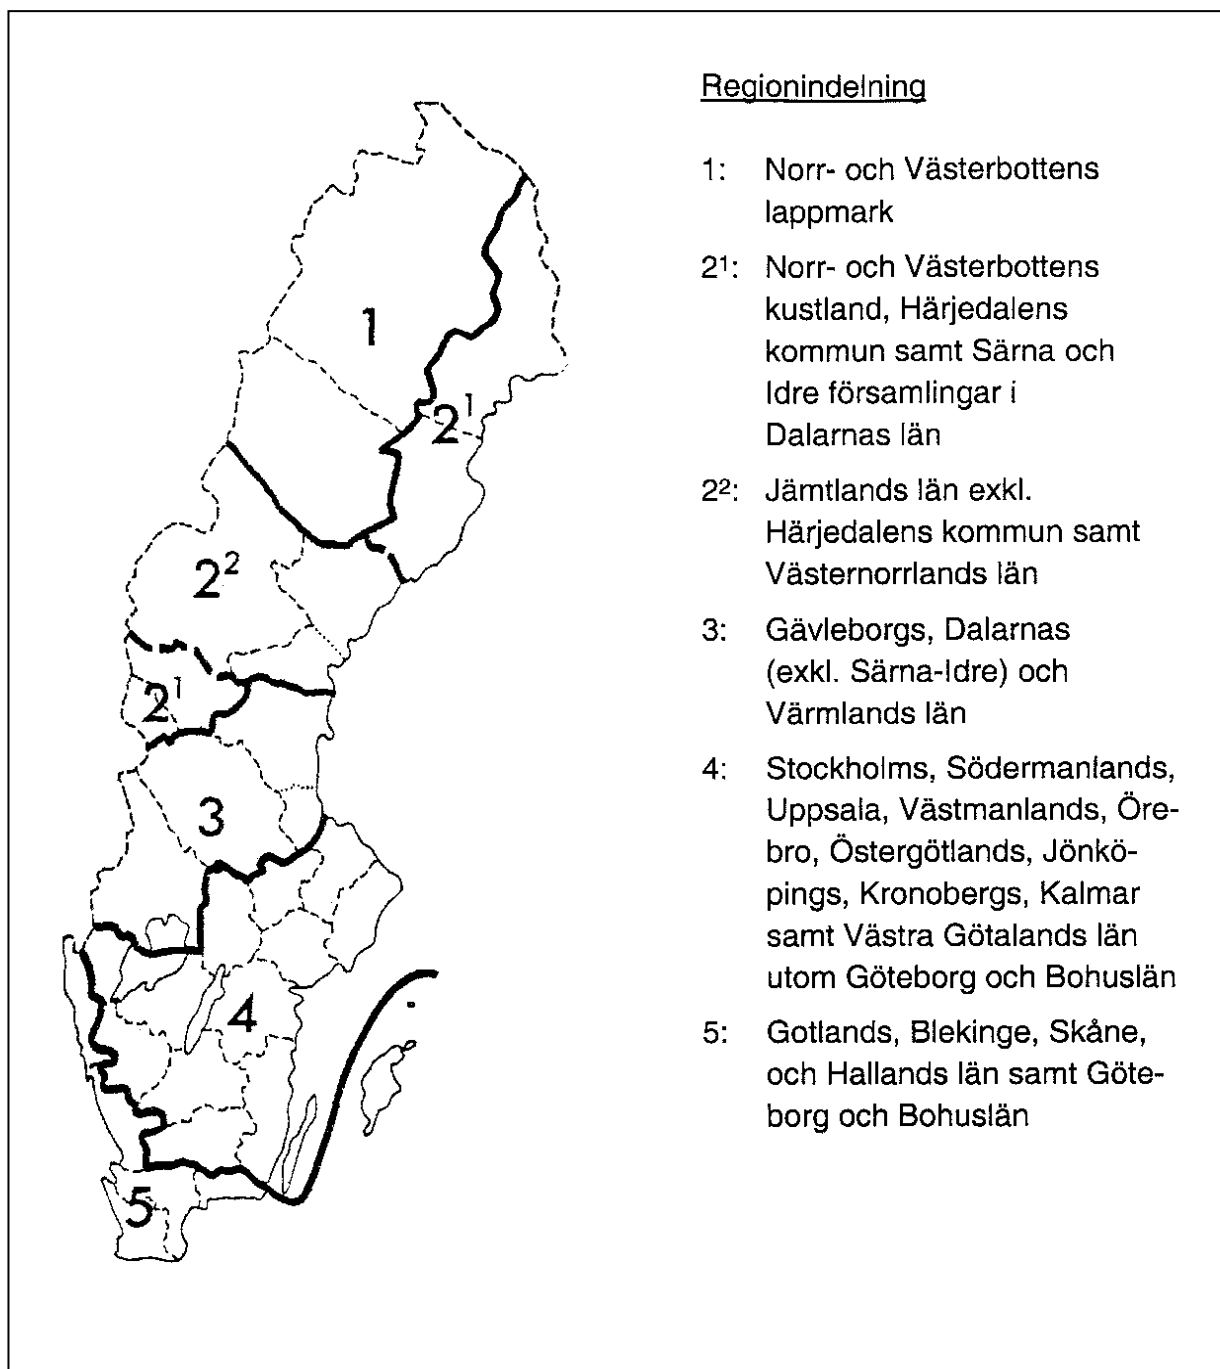 Regionindelning
1: Norr- och Västerbottens
lappmark
2¹: Norr- och Västerbottens
kustland, Härjedalens
kommun samt Särna och
Idre församlingar i
Dalarnas län
2²: Jämtlands län exkl.
Härjedalens kommun samt
Västernorrlands län
3: Gävleborgs, Dalarnas
(exkl. Särna-Idre) och
Värmlands län
4: Stockholms, Södermanlands,
Uppsala, Västmanlands, Öre-
bro, Östergötlands, Jönkö-
pings, Kronobergs, Kalmar
samt Västra Götalands län
utom Göteborg och Bohuslän
5: Gotlands, Blekinge, Skåne,
och Hallands län samt Göte-
borg och Bohuslän
1
2¹
2²
2¹
3
4
5